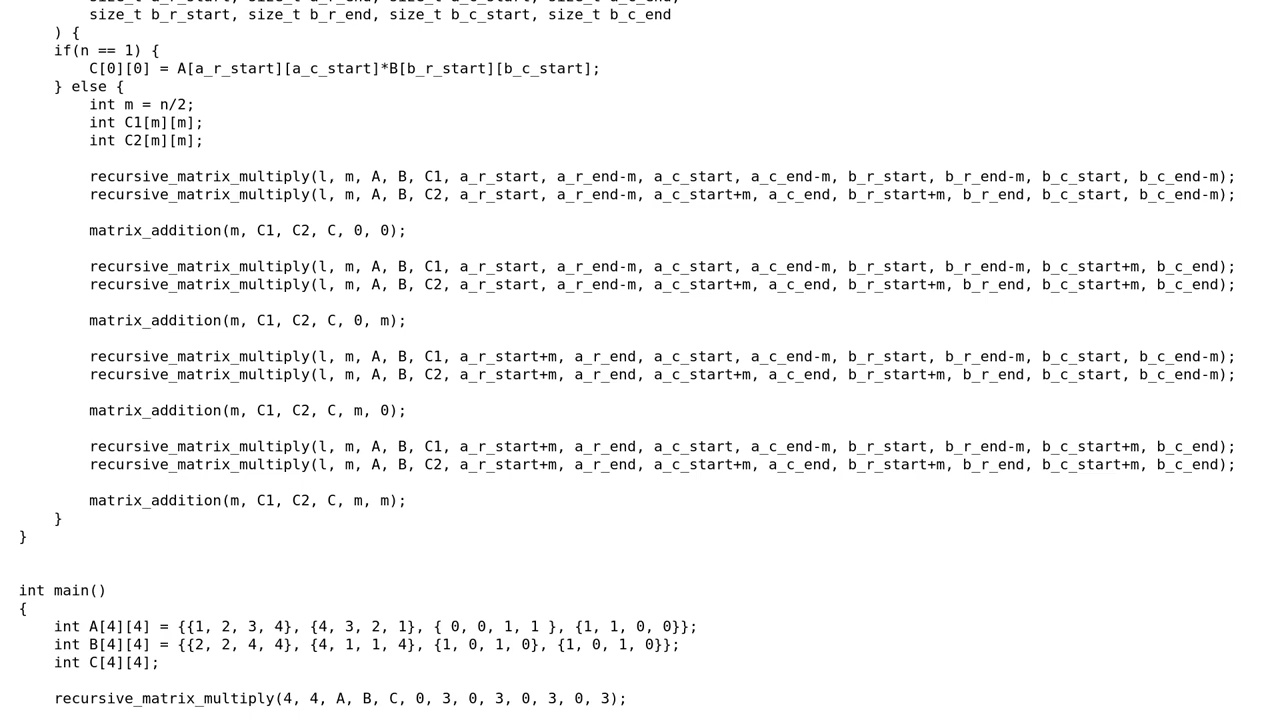 size_t b_r_start, size_t b_r_end, size_t b_c_start, size_t b_c_end
) {
if(n == 1) {
C[0][0] = A[a_r_start][a_c_start]*B[b_r_start][b_c_start];
} else {
int m = n/2;
int C1[m][m];
int C2[m][m];
recursive_matrix_multiply(l, m, A, B, C1, a_r_start, a_r_end-m, a_c_start, a_c_end-m, b_r_start, b_r_end-m, b_c_start, b_c_end-m);
recursive_matrix_multiply(l, m, A, B, C2, a_r_start, a_r_end-m, a_c_start+m, a_c_end, b_r_start+m, b_r_end, b_c_start, b_c_end-m);
matrix_addition(m, C1, C2, C, 0, 0);
recursive_matrix_multiply(l, m, A, B, C1, a_r_start, a_r_end-m, a_c_start, a_c_end-m, b_r_start, b_r_end-m, b_c_start+m, b_c_end);
recursive_matrix_multiply(l, m, A, B, C2, a_r_start, a_r_end-m, a_c_start+m, a_c_end, b_r_start+m, b_r_end, b_c_start+m, b_c_end);
matrix_addition(m, C1, C2, C, 0, m);
recursive_matrix_multiply(l, m, A, B, C1, a_r_start+m, a_r_end, a_c_start, a_c_end-m, b_r_start, b_r_end-m, b_c_start, b_c_end-m);
recursive_matrix_multiply(l, m, A, B, C2, a_r_start+m, a_r_end, a_c_start+m, a_c_end, b_r_start+m, b_r_end, b_c_start, b_c_end-m);
matrix_addition(m, C1, C2, C, m, 0);
recursive_matrix_multiply(l, m, A, B, C1, a_r_start+m, a_r_end, a_c_start, a_c_end-m, b_r_start, b_r_end-m, b_c_start+m, b_c_end);
recursive_matrix_multiply(l, m, A, B, C2, a_r_start+m, a_r_end, a_c_start+m, a_c_end, b_r_start+m, b_r_end, b_c_start+m, b_c_end);
matrix_addition(m, C1, C2, C, m, m);
}
}
int main()
{
int A[4][4] = {{1, 2, 3, 4}, {4, 3, 2, 1}, { 0, 0, 1, 1 }, {1, 1, 0, 0}};
int B[4][4] = {{2, 2, 4, 4}, {4, 1, 1, 4}, {1, 0, 1, 0}, {1, 0, 1, 0}};
int C[4][4];
recursive_matrix_multiply(4, 4, A, B, C, 0, 3, 0, 3, 0, 3, 0, 3);